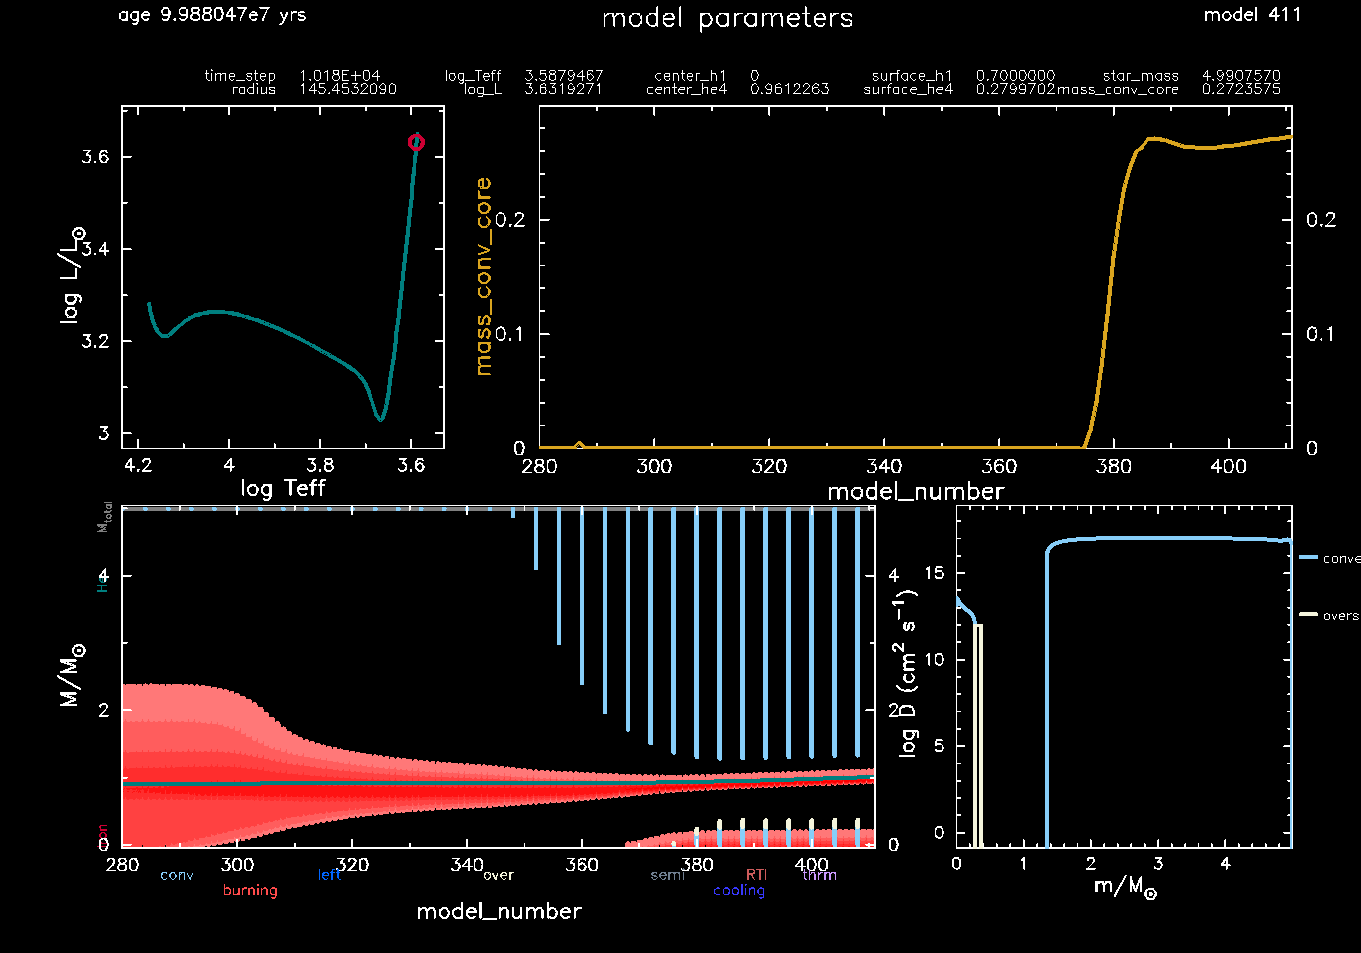 age 9.988047e7 yrs
model parameters
model 411
time_step 1.018E+04 log_Teff 3.5879467 center_h1 0 surface_h1 0.7000000 star_mass 4.9907570
radius 145.4532090 log_L 3.6319271 center_he4 0.9612263 surface_he4 0.2799702 mass_conv_core 0.2723575
log L/L⊙
3.6
3.4
3.2
3
4.2 4 3.8 3.6
log Teff
mass_conv_core
0.2
0.1
0
0.2
0.1
0
280 300 320 340 360 380 400
model_number
M/M⊙
Mtotal
He
4
2
0
4
2
0
280 300 320 340 360 380 400
conv left over semi RTI thrm
burning cooling
model_number
log D (cm² s⁻¹)
15
10
5
0
0 1 2 3 4
m/M⊙
conve
overs